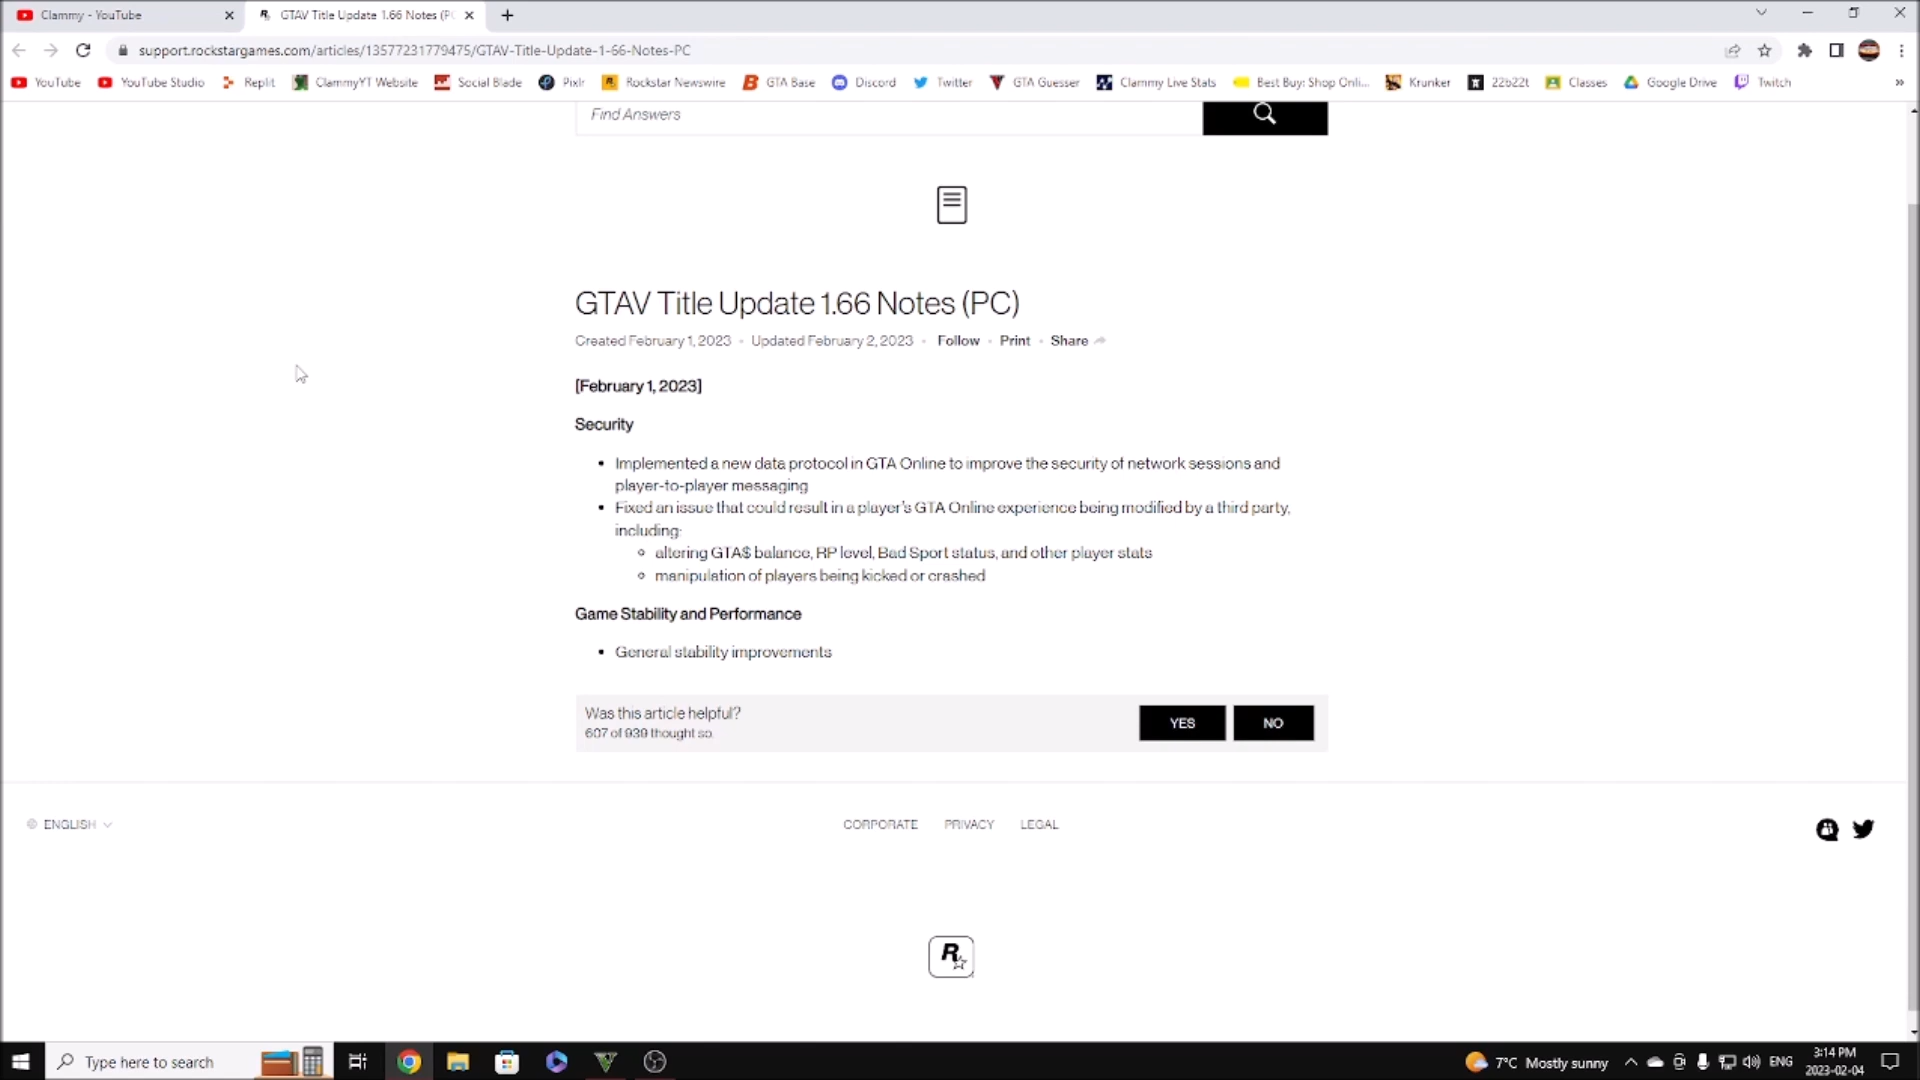 Clammy - YouTube
GTAV Title Update 1.66 Notes (PC
support.rockstargames.com/articles/13577231779475/GTAV-Title-Update-1-66-Notes-PC
YouTube YouTube Studio Replit ClammyYT Website Social Blade Pixlr Rockstar Newswire GTA Base Discord Twitter GTA Guesser Clammy Live Stats Best Buy: Shop Onli... Krunker 22b22t Classes Google Drive Twitch »
Find Answers
GTAV Title Update 1.66 Notes (PC)
Created February 1, 2023 • Updated February 2, 2023 • Follow • Print • Share
[February 1, 2023]
Security
• Implemented a new data protocol in GTA Online to improve the security of network sessions and
player-to-player messaging
• Fixed an issue that could result in a player's GTA Online experience being modified by a third party,
including:
altering GTA$ balance, RP level, Bad Sport status, and other player stats
manipulation of players being kicked or crashed
Game Stability and Performance
• General stability improvements
Was this article helpful?
607 of 939 thought so.
YES NO
ENGLISH
CORPORATE PRIVACY LEGAL
R
Type here to search
7°C Mostly sunny
ENG
3:14 PM
2023-02-04